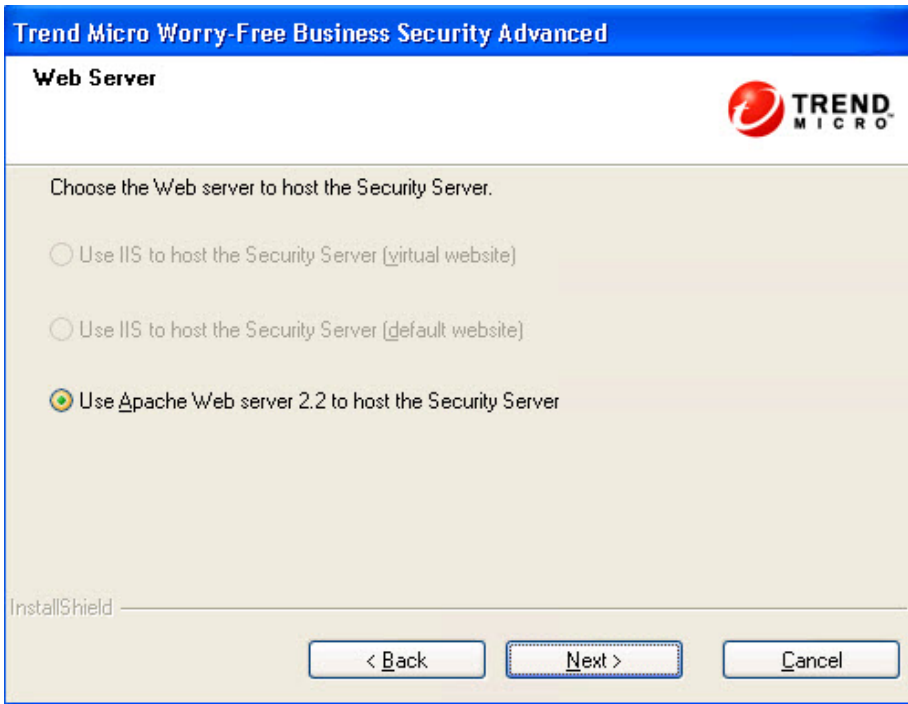 Trend Micro Worry-Free Business Security Advanced
Web Server
TREND
MICRO™
Choose the Web server to host the Security Server.
Use IIS to host the Security Server (virtual website)
Use IIS to host the Security Server (default website)
Use Apache Web server 2.2 to host the Security Server
InstallShield
< Back
Next >
Cancel